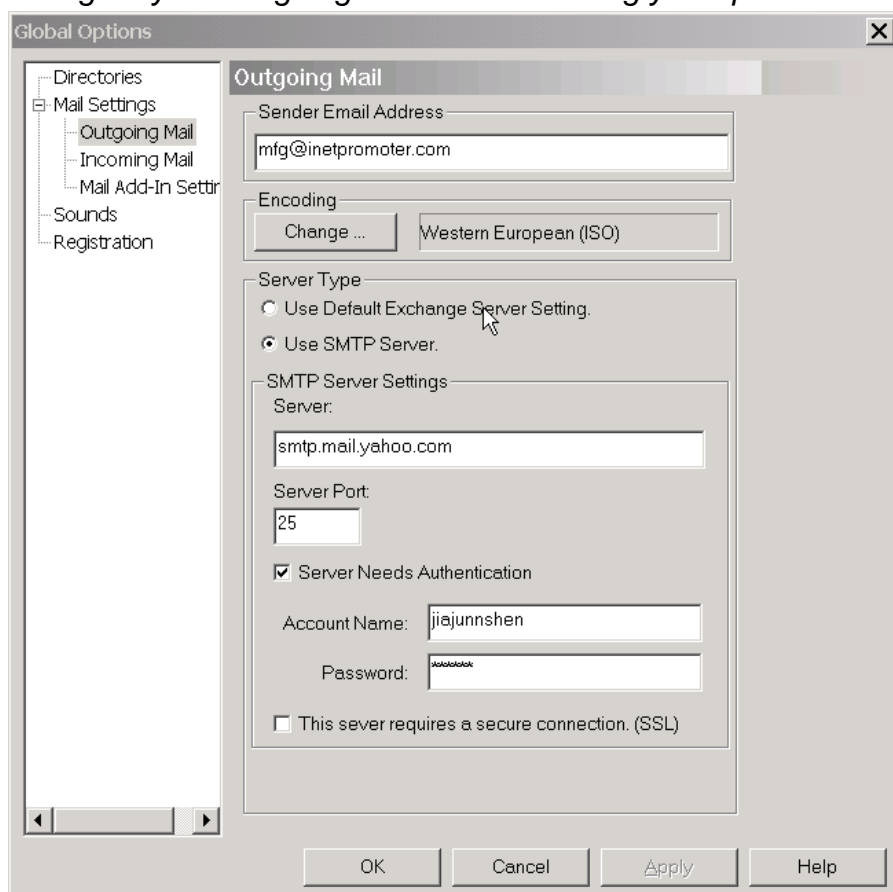 Global Options
Directories
Mail Settings
Outgoing Mail
Incoming Mail
Mail Add-In Settin
Sounds
Registration
Outgoing Mail
Sender Email Address
mfg@inetpromoter.com
Encoding
Change ...
Western European (ISO)
Server Type
Use Default Exchange Server Setting.
Use SMTP Server.
SMTP Server Settings
Server:
smtp.mail.yahoo.com
Server Port:
25
Server Needs Authentication
Account Name:
jiajunnshen
Password:
*******
This sever requires a secure connection. (SSL)
OK
Cancel
Apply
Help